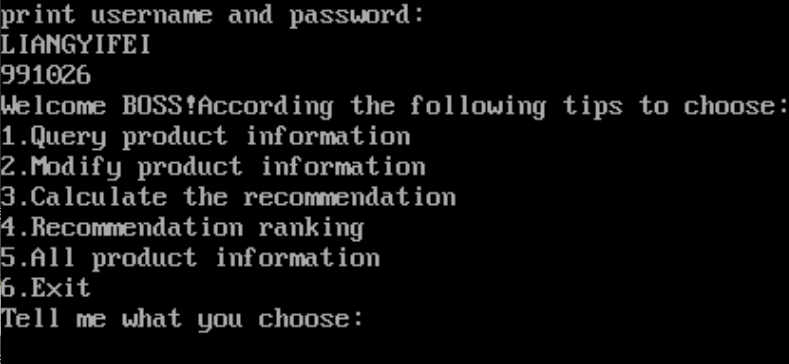 print username and password:
LIANGYIFEI
991026
Welcome BOSS!According the following tips to choose:
1.Query product information
2.Modify product information
3.Calculate the recommendation
4.Recommendation ranking
5.All product information
6.Exit
Tell me what you choose: